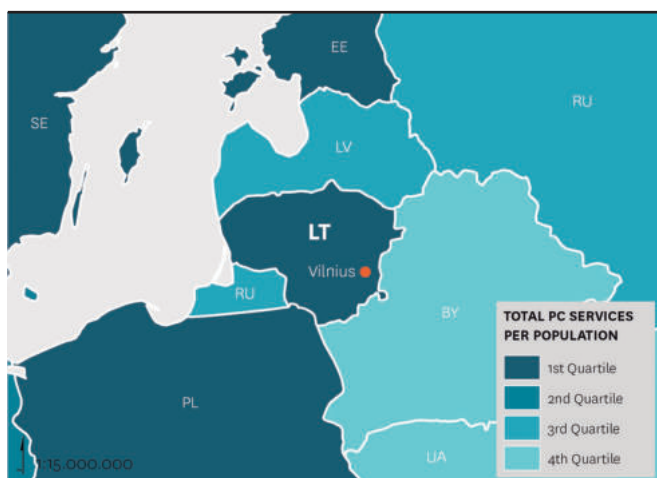 EE
SE
RU
LV
LT
Vilnius
RU
BY
PL
UA
1:15.000.000
TOTAL PC SERVICES
PER POPULATION
1st Quartile
2nd Quartile
3rd Quartile
4th Quartile